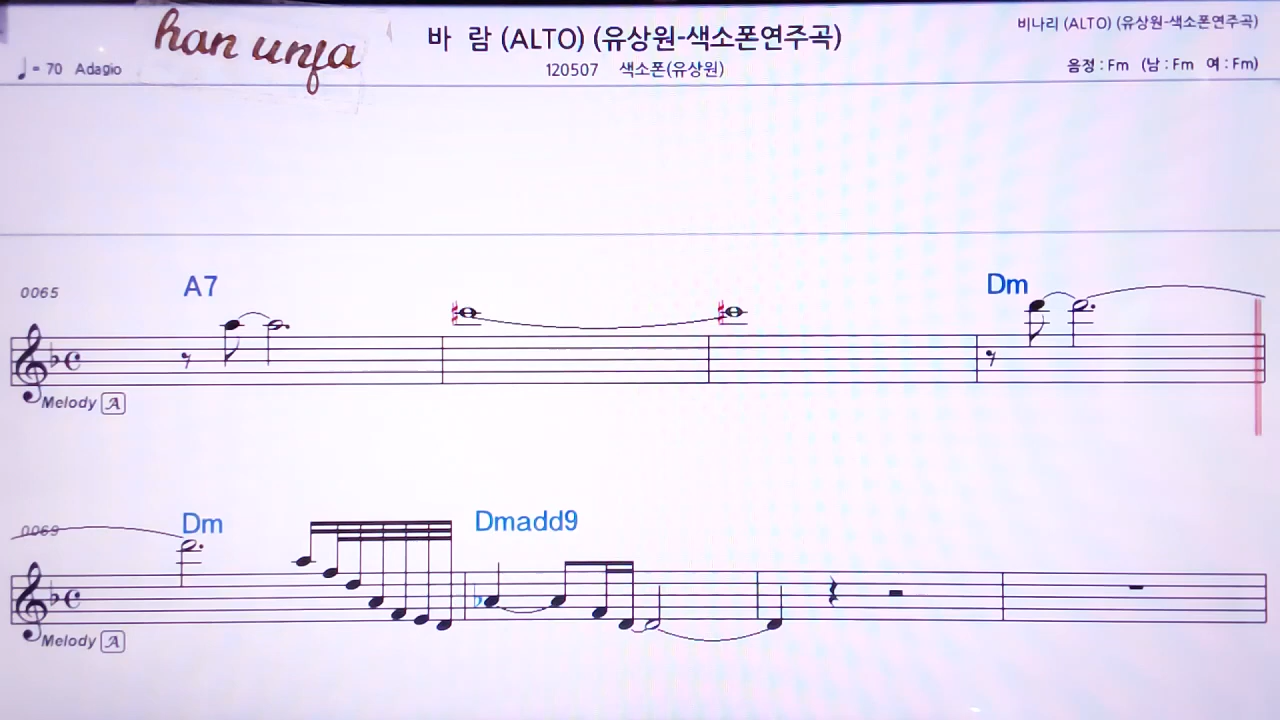 han unfa
바 람 (ALTO) (유상원-색소폰연주곡)
비나리 (ALTO) (유상원-색소폰연주곡)
♩= 70 Adagio
120507 색소폰(유상원)
음정 : Fm (남 : Fm 여 : Fm)
0065
A7
Dm
Melody A
0069
Dm
Dmadd9
Melody A